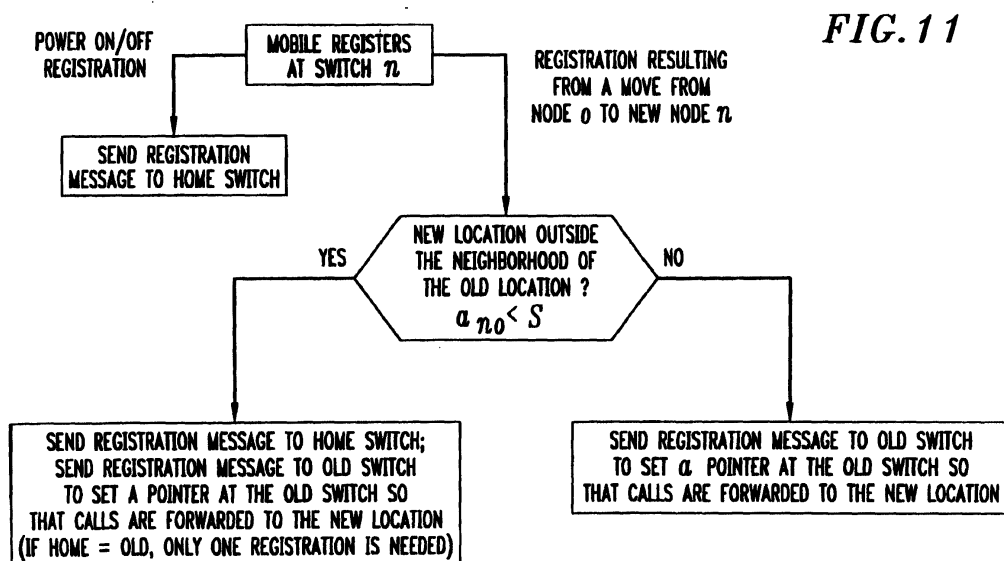 FIG. 11
POWER ON/OFF
REGISTRATION
MOBILE REGISTERS
AT SWITCH n
REGISTRATION RESULTING
FROM A MOVE FROM
NODE o TO NEW NODE n
SEND REGISTRATION
MESSAGE TO HOME SWITCH
YES
NEW LOCATION OUTSIDE
THE NEIGHBORHOOD OF
THE OLD LOCATION ?
a no < S
NO
SEND REGISTRATION MESSAGE TO HOME SWITCH;
SEND REGISTRATION MESSAGE TO OLD SWITCH
TO SET A POINTER AT THE OLD SWITCH SO
THAT CALLS ARE FORWARDED TO THE NEW LOCATION
(IF HOME = OLD, ONLY ONE REGISTRATION IS NEEDED)
SEND REGISTRATION MESSAGE TO OLD SWITCH
TO SET a POINTER AT THE OLD SWITCH SO
THAT CALLS ARE FORWARDED TO THE NEW LOCATION